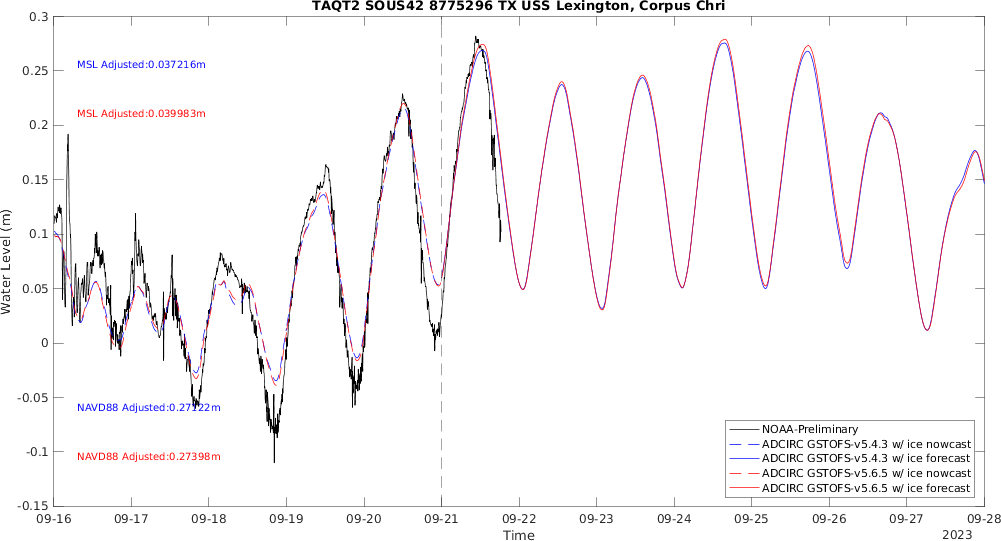 TAQT2 SOUS42 8775296 TX USS Lexington, Corpus Chri
0.3
0.25
0.2
0.15
0.1
0.05
0
-0.05
-0.1
-0.15
Water Level (m)
MSL Adjusted:0.037216m
MSL Adjusted:0.039983m
NAVD88 Adjusted:0.27122m
NAVD88 Adjusted:0.27398m
NOAA-Preliminary
ADCIRC GSTOFS-v5.4.3 w/ ice nowcast
ADCIRC GSTOFS-v5.4.3 w/ ice forecast
ADCIRC GSTOFS-v5.6.5 w/ ice nowcast
ADCIRC GSTOFS-v5.6.5 w/ ice forecast
09-16 09-17 09-18 09-19 09-20 09-21 09-22 09-23 09-24 09-25 09-26 09-27 09-28
Time
2023